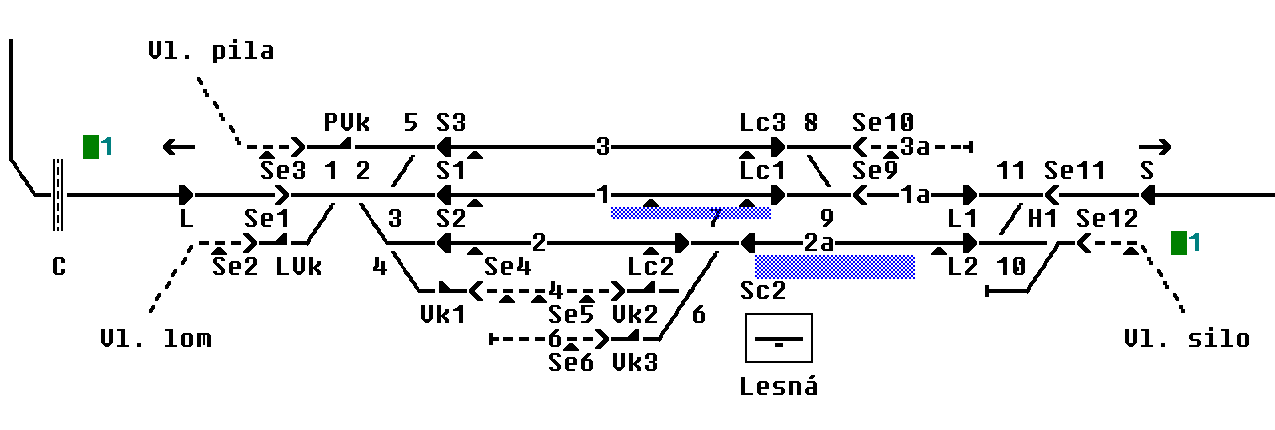 Vl. pila
PVk 5 S3 Lc3 8 Se10
1 3 3a
Se3 1 2 S1 Lc1 Se9 11 Se11 S
1 1a
L Se1 3 S2 7 9 L1 H1 Se12
2 2a 1
C Se2 LVk 4 Se4 Lc2 L2 10
4 Sc2
Vk1 Se5 Vk2 6
6
Vl. lom Vl. silo
Se6 Vk3
Lesná